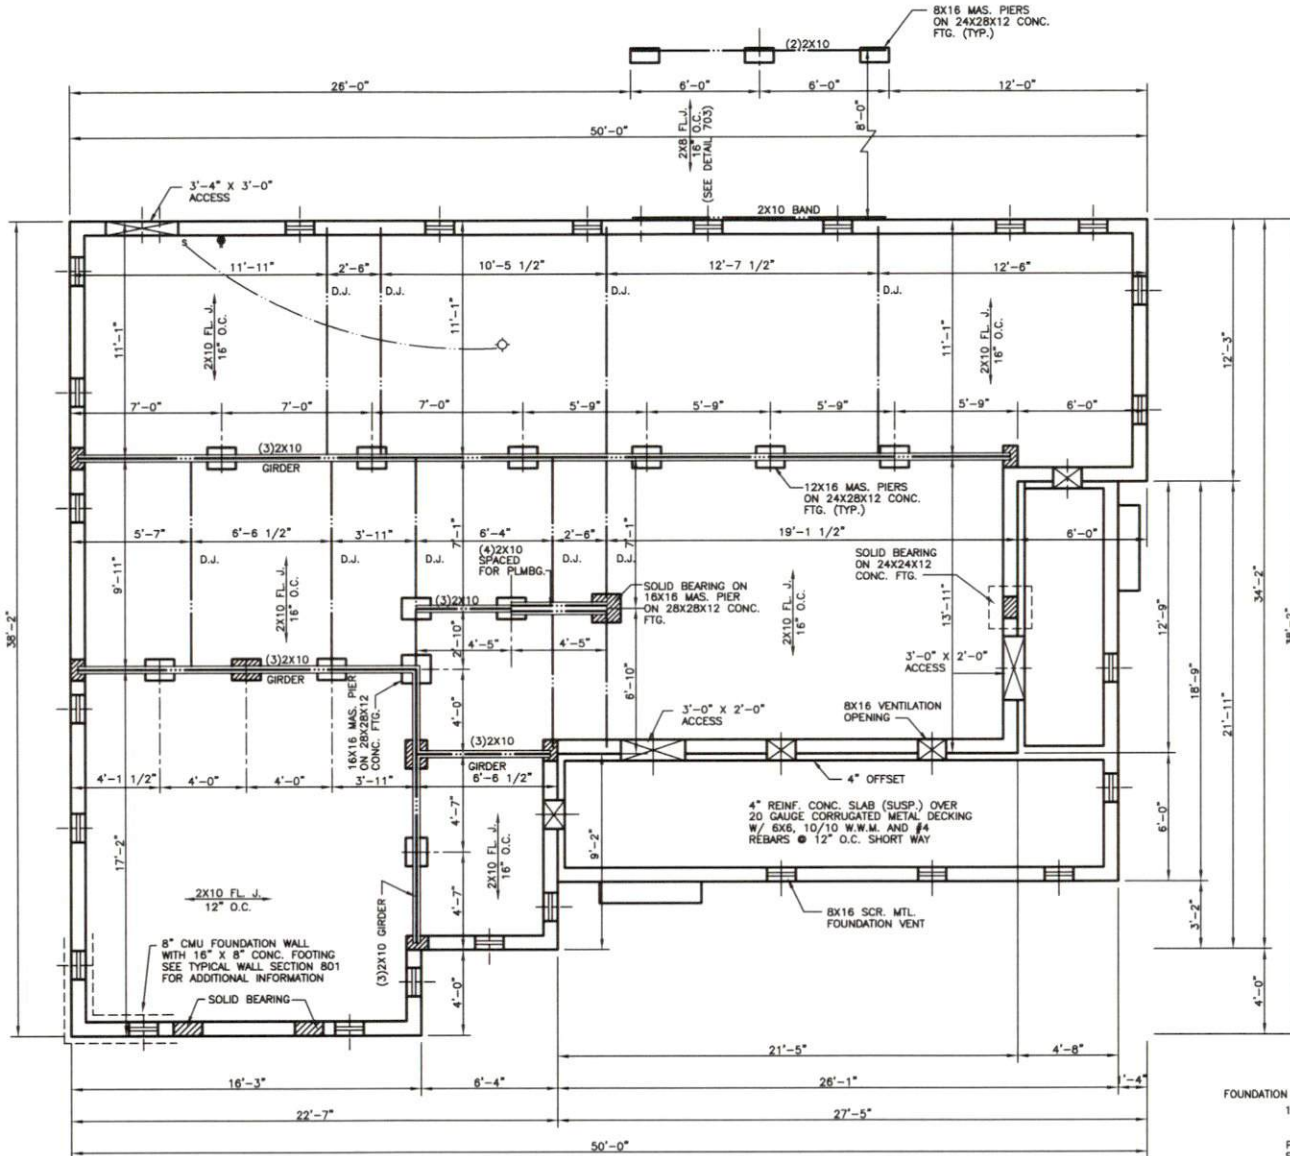 8X16 MAS. PIERS
ON 24X28X12 CONC.
FTG. (TYP.)
(2)2X10
26'-0"
6'-0"
6'-0"
12'-0"
8'-0"
50'-0"
2X8 FL.J.
16" O.C.
(SEE DETAIL 703)
3'-4" X 3'-0"
ACCESS
2X10 BAND
S
11'-11"
2'-6"
10'-5 1/2"
12'-7 1/2"
12'-6"
D.J.
D.J.
D.J.
D.J.
11'-1"
2X10 FL. J.
16" O.C.
11'-1"
11'-1"
2X10 FL. J.
16" O.C.
12'-3"
7'-0"
7'-0"
7'-0"
5'-9"
5'-9"
5'-9"
5'-9"
6'-0"
(3)2X10
GIRDER
12X16 MAS. PIERS
ON 24X28X12 CONC.
FTG. (TYP.)
5'-7"
6'-6 1/2"
3'-11"
6'-4"
2'-6"
19'-1 1/2"
6'-0"
7'-1"
7'-1"
D.J.
D.J.
D.J.
D.J.
D.J.
(4)2X10
SPACED
FOR PLMBG.
SOLID BEARING
ON 24X24X12
CONC. FTG.
9'-11"
2X10 FL. J.
16" O.C.
SOLID BEARING ON
16X16 MAS. PIER
ON 28X28X12 CONC.
FTG.
(3)2X10
2X10 FL. J.
16" O.C.
13'-11"
12'-9"
34'-2"
38'-2"
38'-2"
2'-10"
4'-5"
4'-5"
3'-0" X 2'-0"
ACCESS
(3)2X10
GIRDER
6'-10"
18'-9"
21'-11"
16X16 MAS. PIER
ON 28X28X12
CONC. FTG.
4'-0"
3'-0" X 2'-0"
ACCESS
8X16 VENTILATION
OPENING
(3)2X10
GIRDER
4'-1 1/2"
4'-0"
4'-0"
3'-11"
6'-6 1/2"
4" OFFSET
4'-7"
4" REINF. CONC. SLAB (SUSP.) OVER
20 GAUGE CORRUGATED METAL DECKING
W/ 6X6, 10/10 W.W.M. AND #4
REBARS @ 12" O.C. SHORT WAY
6'-0"
17'-2"
9'-2"
2X10 FL. J.
16" O.C.
2X10 FL. J.
12" O.C.
4'-7"
8X16 SCR. MTL.
FOUNDATION VENT
3'-2"
8" CMU FOUNDATION WALL
WITH 16" X 8" CONC. FOOTING
SEE TYPICAL WALL SECTION 801
FOR ADDITIONAL INFORMATION
(3)2X10 GIRDER
SOLID BEARING
4'-0"
4'-0"
21'-5"
4'-8"
16'-3"
6'-4"
26'-1"
1'-4"
FOUNDATION
22'-7"
27'-5"
50'-0"